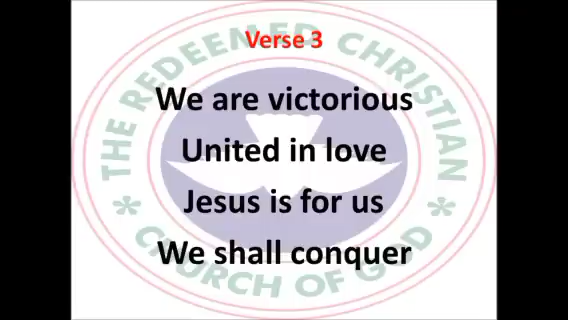 Verse 3
We are victorious
United in love
Jesus is for us
We shall conquer
THE REDEEMED CHRISTIAN
* CHURCH OF GOD *